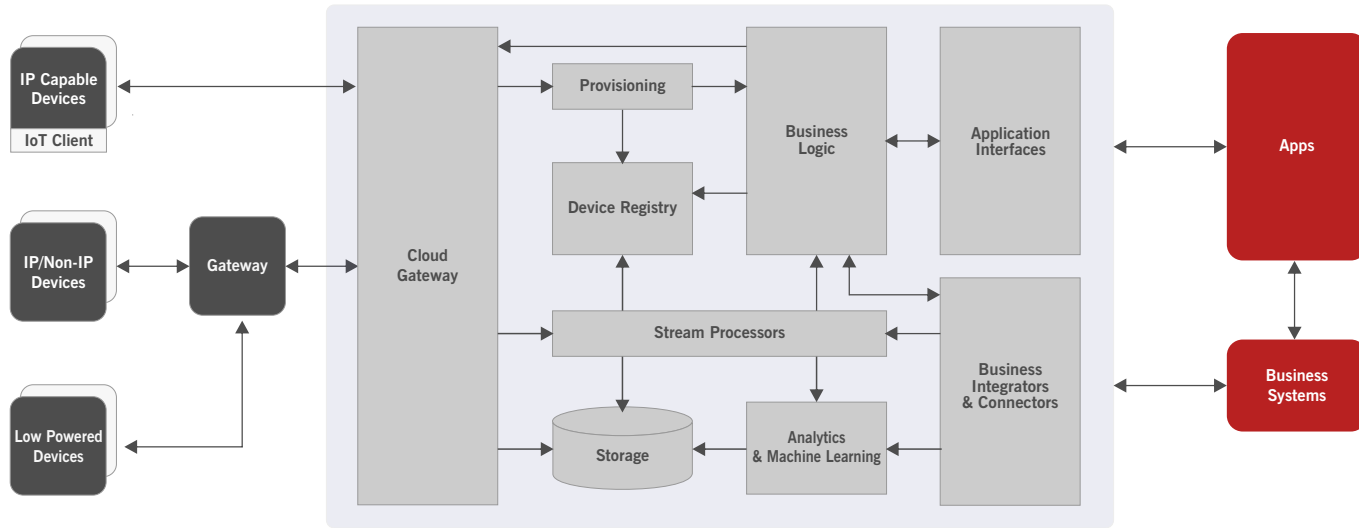 IP Capable
Devices
IoT Client
IP/Non-IP
Devices
Low Powered
Devices
Gateway
Cloud
Gateway
Provisioning
Device Registry
Stream Processors
Storage
Business
Logic
Analytics
& Machine Learning
Application
Interfaces
Business
Integrators
& Connectors
Apps
Business
Systems